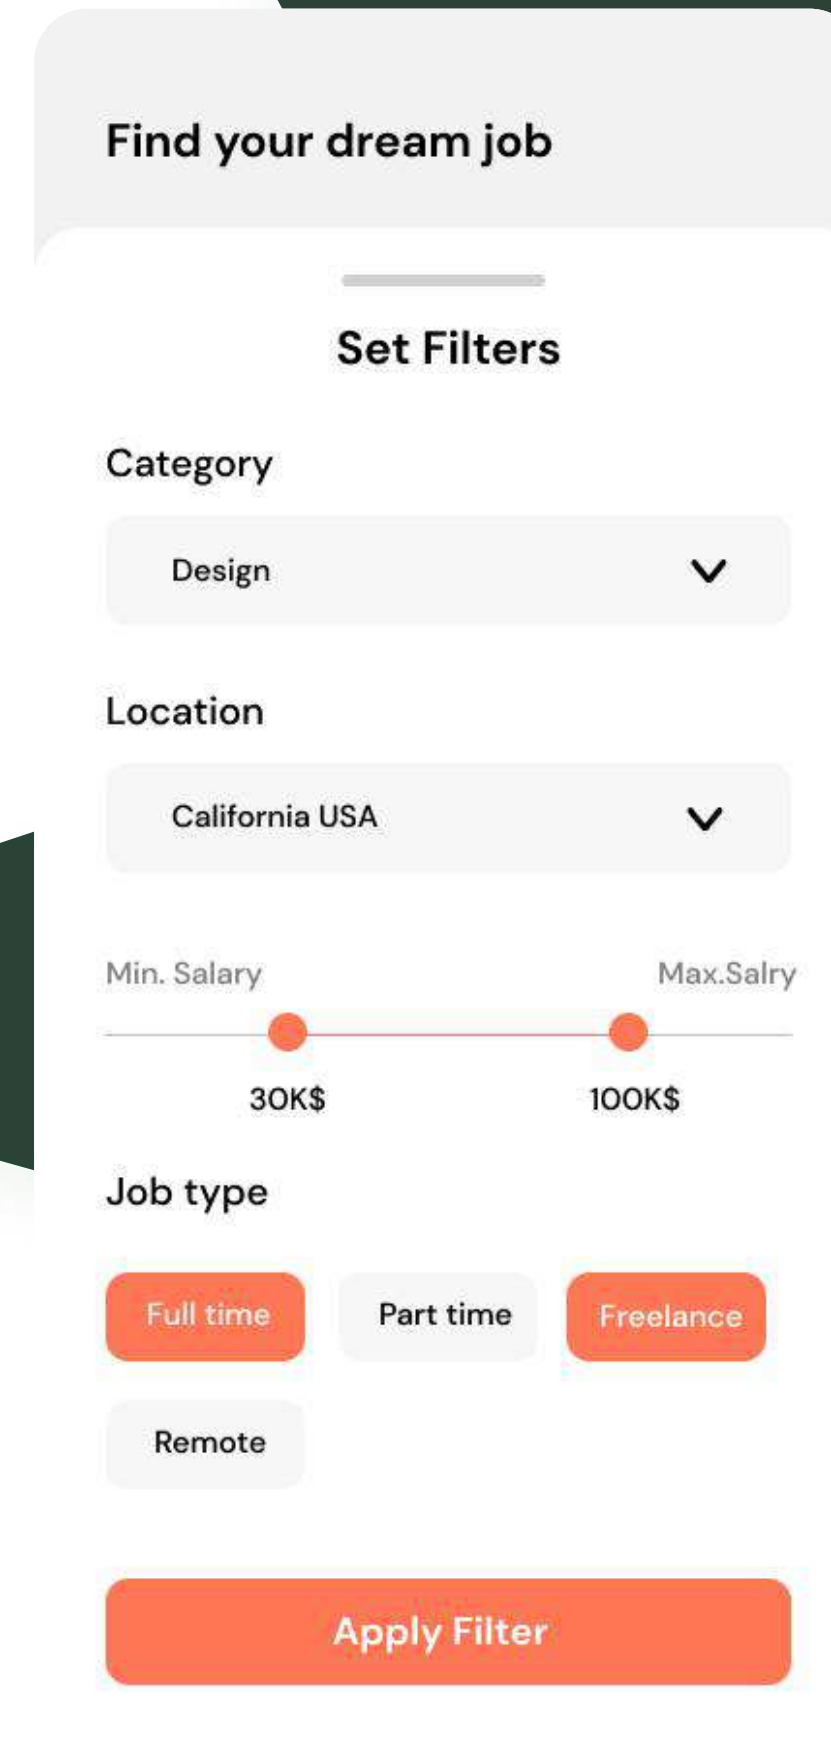 Find your dream job
Set Filters
Category
Design
Location
California USA
Min. Salary Max.Salry
30K$ 100K$
Job type
Full time Part time Freelance
Remote
Apply Filter